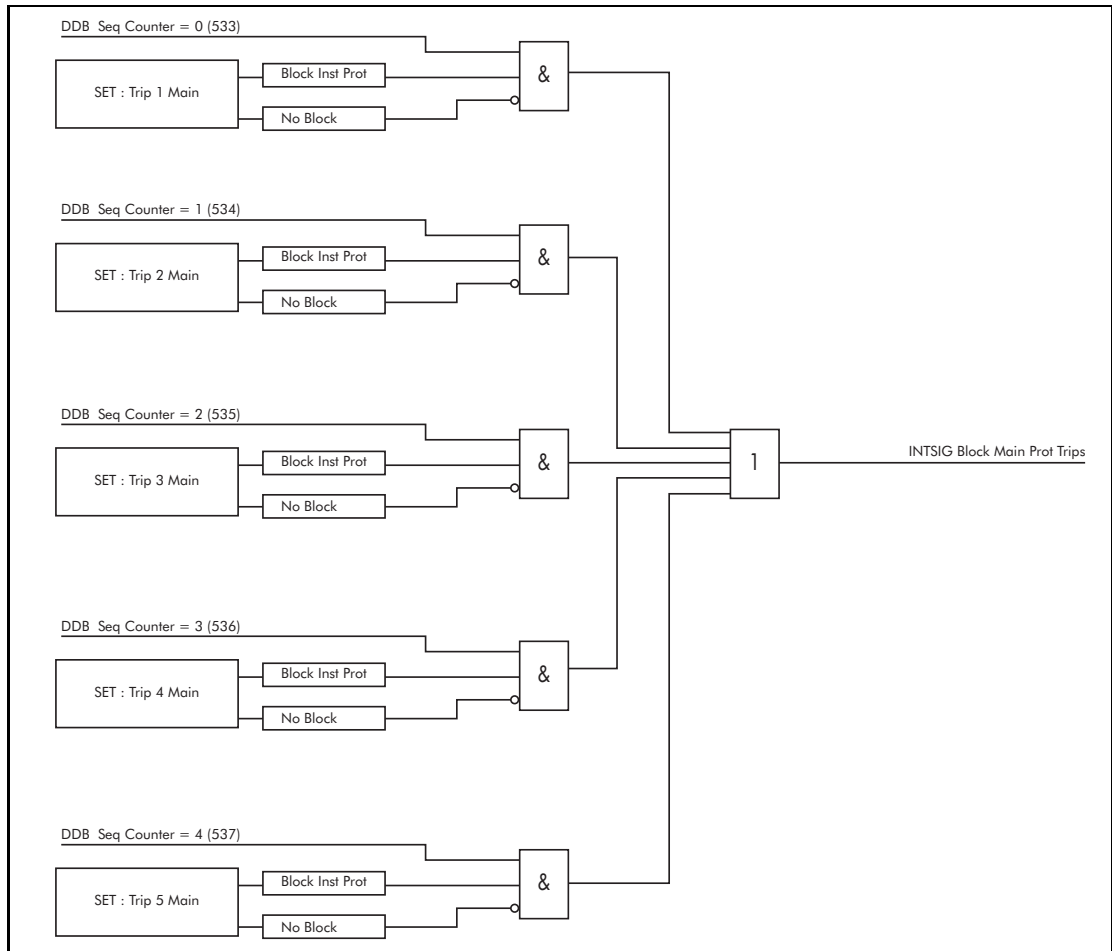 DDB Seq Counter = 0 (533)
SET : Trip 1 Main
Block Inst Prot
No Block
&
DDB Seq Counter = 1 (534)
SET : Trip 2 Main
Block Inst Prot
No Block
&
DDB Seq Counter = 2 (535)
SET : Trip 3 Main
Block Inst Prot
No Block
&
1
INTSIG Block Main Prot Trips
DDB Seq Counter = 3 (536)
SET : Trip 4 Main
Block Inst Prot
No Block
&
DDB Seq Counter = 4 (537)
SET : Trip 5 Main
Block Inst Prot
No Block
&